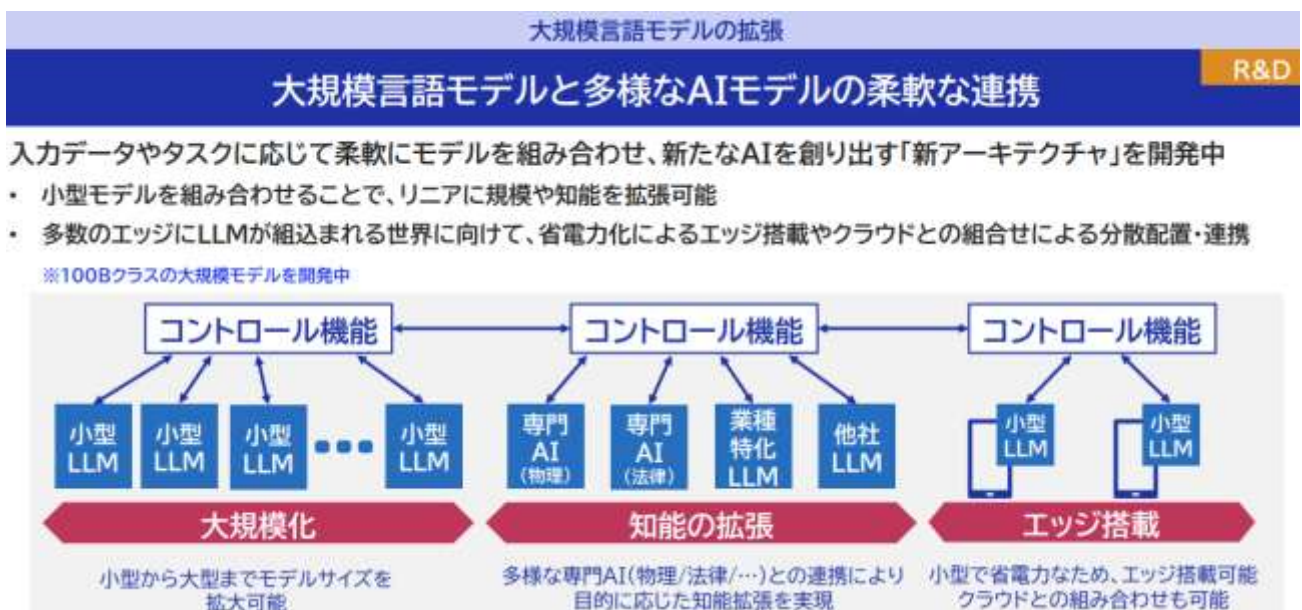 大規模言語モデルの拡張
R&D
大規模言語モデルと多様なAIモデルの柔軟な連携
入力データやタスクに応じて柔軟にモデルを組み合わせ、新たなAIを創り出す「新アーキテクチャ」を開発中
・ 小型モデルを組み合わせることで、リニアに規模や知能を拡張可能
・ 多数のエッジにLLMが組込まれる世界に向けて、省電力化によるエッジ搭載やクラウドとの組合せによる分散配置・連携
※100Bクラスの大規模モデルを開発中
コントロール機能
コントロール機能
コントロール機能
小型
LLM
小型
LLM
小型
LLM
小型
LLM
専門
AI
(物理)
専門
AI
(法律)
業種
特化
LLM
他社
LLM
小型
LLM
小型
LLM
大規模化
知能の拡張
エッジ搭載
小型から大型までモデルサイズを
拡大可能
多様な専門AI(物理/法律/…)との連携により
目的に応じた知能拡張を実現
小型で省電力なため、エッジ搭載可能
クラウドとの組み合わせも可能